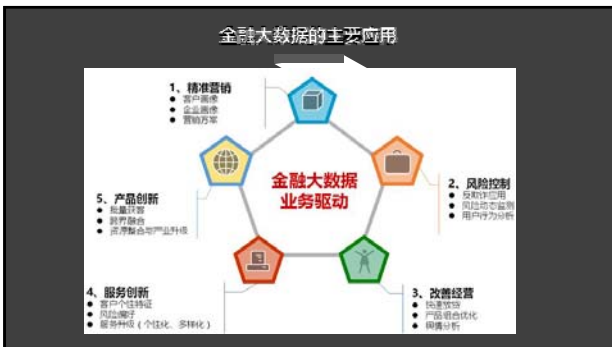 金融大数据的主要应用
1、精准营销
● 客户画像
● 企业画像
● 营销方案
金融大数据
业务驱动
2、风险控制
● 反欺诈应用
● 风险动态监测
● 用户行为分析
3、改善经营
● 快速放贷
● 产品组合优化
● 舆情分析
4、服务创新
● 客户个性特征
● 风险偏好
● 服务升级（个性化、多样化）
5、产品创新
● 批量获客
● 跨界融合
● 资源整合与产业升级